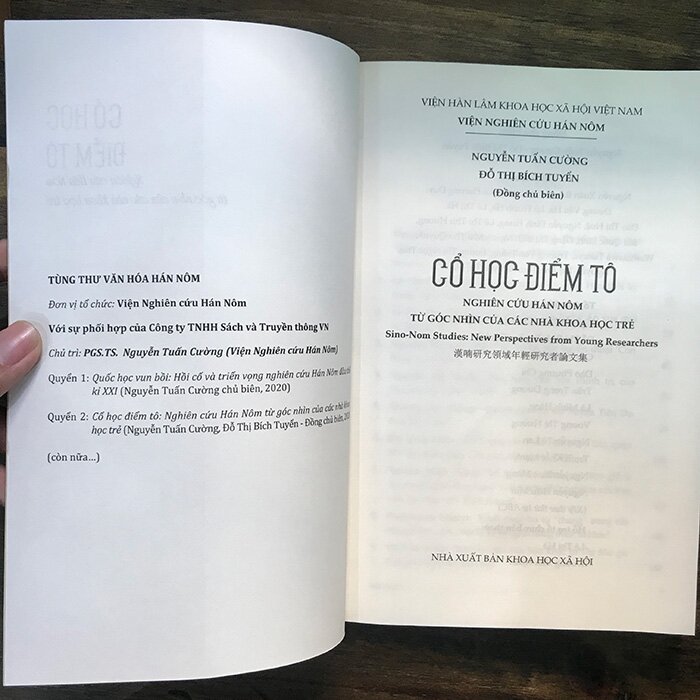 TÙNG THƯ VĂN HÓA HÁN NÔM
Đơn vị tổ chức: Viện Nghiên cứu Hán Nôm
Với sự phối hợp của Công ty TNHH Sách và Truyền thông VN
Chủ trì: PGS.TS. Nguyễn Tuấn Cường (Viện Nghiên cứu Hán Nôm)
Quyển 1: Quốc học vun bồi: Hồi cố và triển vọng nghiên cứu Hán Nôm đầu
kỉ XXI (Nguyễn Tuấn Cường chủ biên, 2020)
Quyển 2: Cổ học điểm tô: Nghiên cứu Hán Nôm từ góc nhìn của các nhà
học trẻ (Nguyễn Tuấn Cường, Đỗ Thị Bích Tuyển - Đồng chủ biên,
(còn nữa...)
VIỆN HÀN LÂM KHOA HỌC XÃ HỘI VIỆT NAM
VIỆN NGHIÊN CỨU HÁN NÔM
NGUYỄN TUẤN CƯỜNG
ĐỖ THỊ BÍCH TUYỂN
(Đồng chủ biên)
CỔ HỌC ĐIỂM TÔ
NGHIÊN CỨU HÁN NÔM
TỪ GÓC NHÌN CỦA CÁC NHÀ KHOA HỌC TRẺ
Sino-Nom Studies: New Perspectives from Young Researchers
漢喃研究領域年輕研究者論文集
NHÀ XUẤT BẢN KHOA HỌC XÃ HỘI